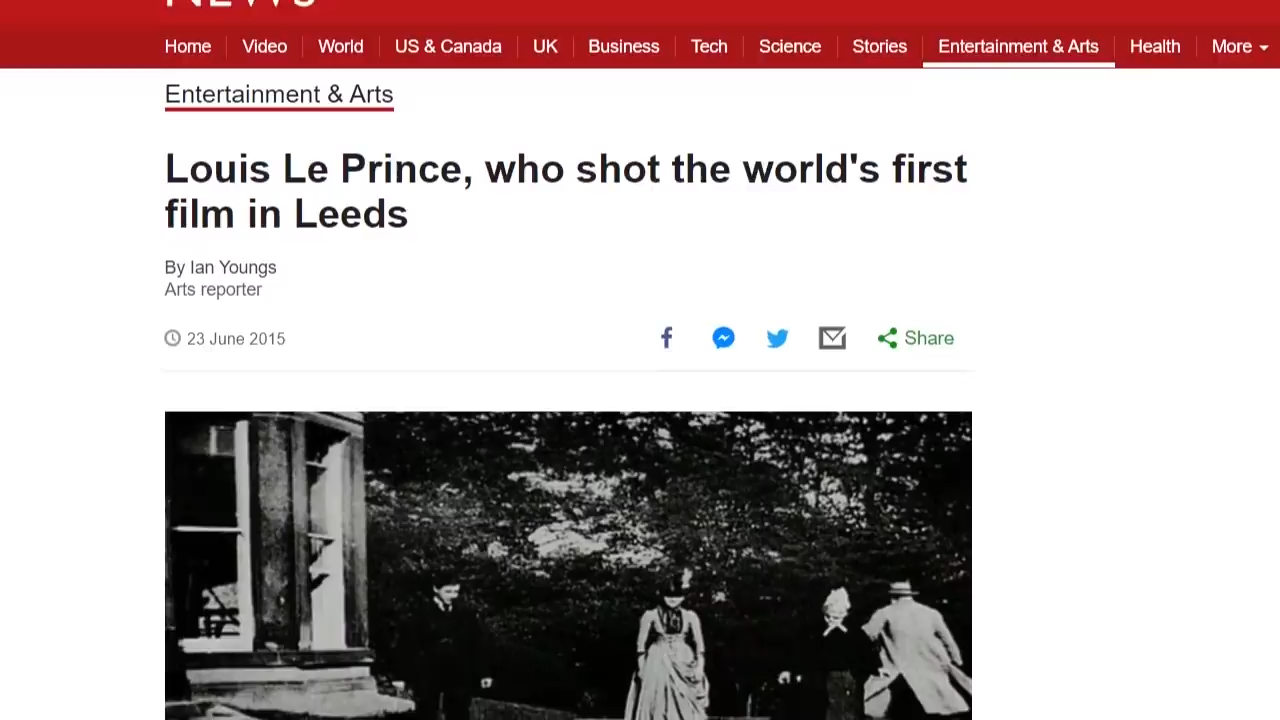 NEWS
Home Video World US & Canada UK Business Tech Science Stories Entertainment & Arts Health More
Entertainment & Arts
Louis Le Prince, who shot the world's first
film in Leeds
By Ian Youngs
Arts reporter
23 June 2015
Share